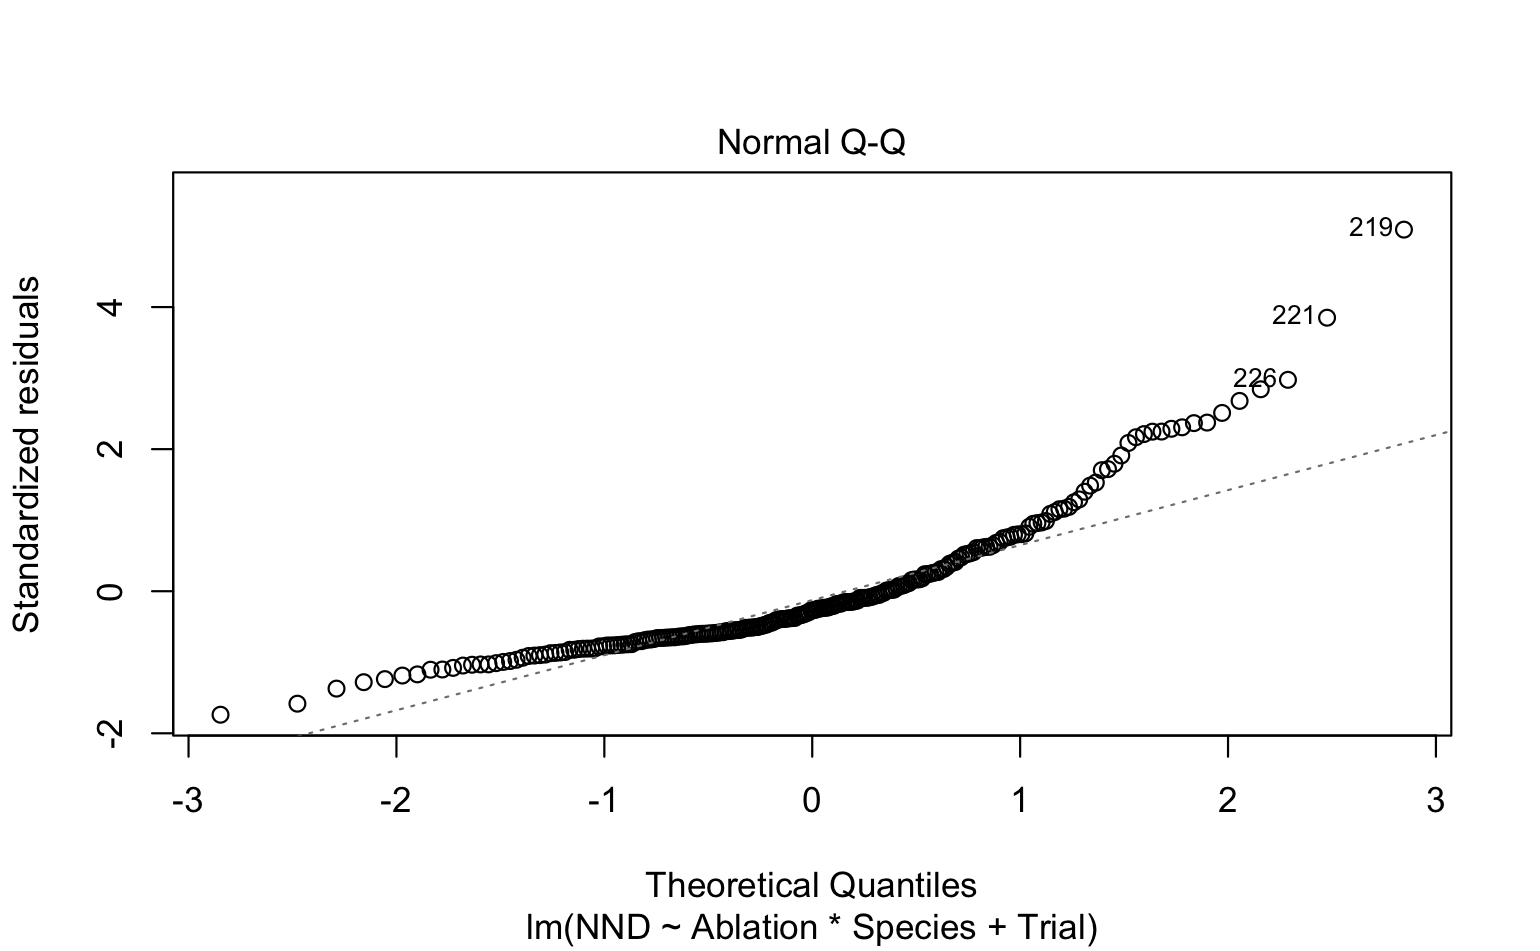 Normal Q-Q
Standardized residuals
4
2
0
-2
219
221
226
-3 -2 -1 0 1 2 3
Theoretical Quantiles
lm(NND ~ Ablation * Species + Trial)